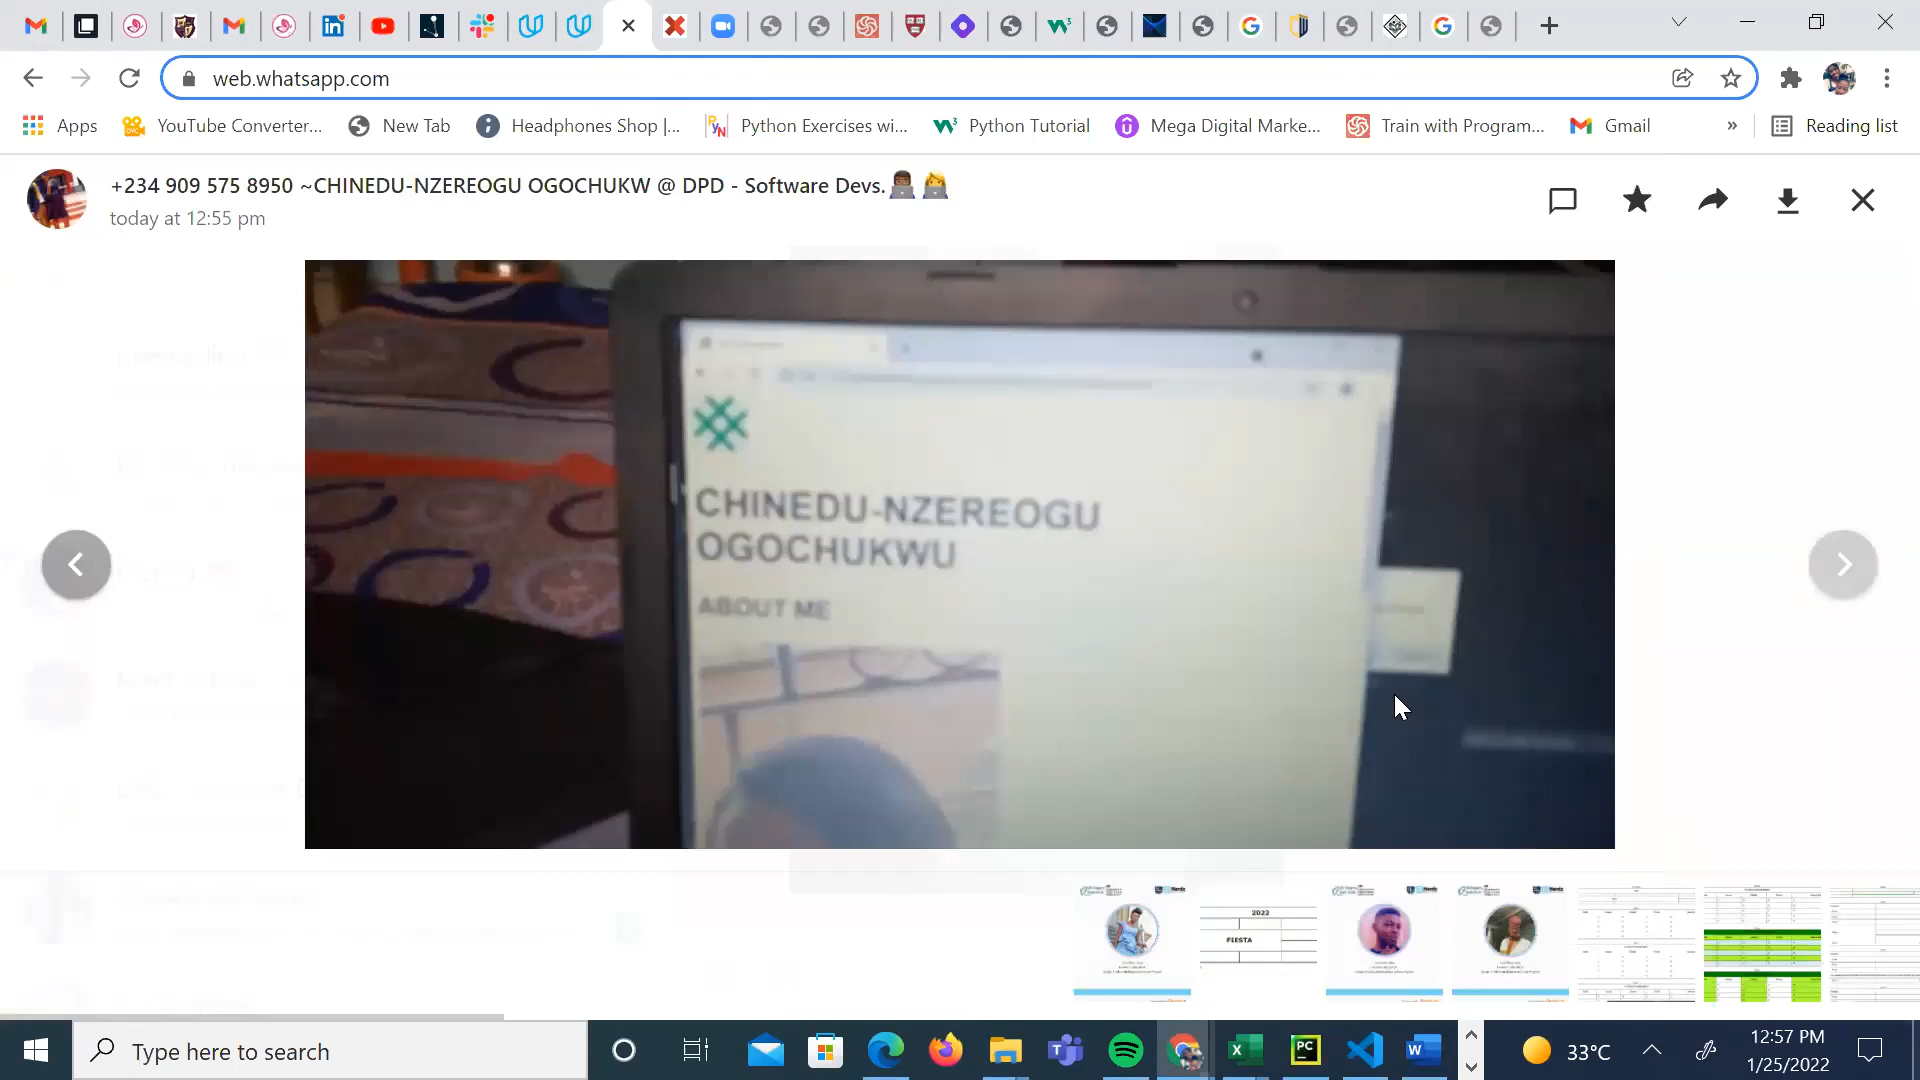 web.whatsapp.com
Apps
YouTube Converter...
New Tab
Headphones Shop |...
Python Exercises wi...
Python Tutorial
Mega Digital Marke...
Train with Program...
Gmail
»
Reading list
+234 909 575 8950 ~CHINEDU-NZEREOGU OGOCHUKW @ DPD - Software Devs.
today at 12:55 pm
CHINEDU-NZEREOGU
OGOCHUKWU
ABOUT ME
2022
FIESTA
Type here to search
33°C
12:57 PM
1/25/2022